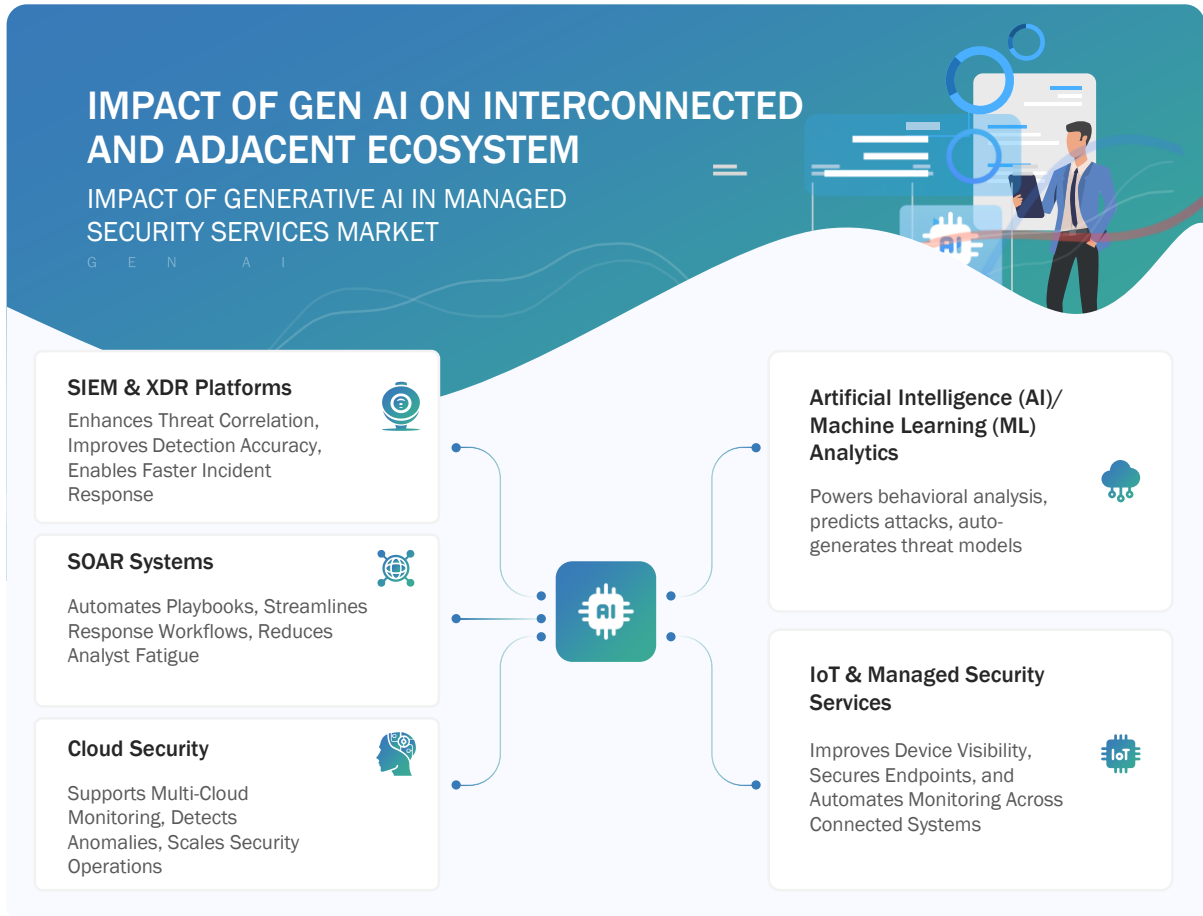 IMPACT OF GEN AI ON INTERCONNECTED
AND ADJACENT ECOSYSTEM
IMPACT OF GENERATIVE AI IN MANAGED
SECURITY SERVICES MARKET
GEN AI
AI
SIEM & XDR Platforms
Enhances Threat Correlation,
Improves Detection Accuracy,
Enables Faster Incident
Response
SOAR Systems
Automates Playbooks, Streamlines
Response Workflows, Reduces
Analyst Fatigue
Cloud Security
Supports Multi-Cloud
Monitoring, Detects
Anomalies, Scales Security
Operations
AI
Artificial Intelligence (AI)/
Machine Learning (ML)
Analytics
Powers behavioral analysis,
predicts attacks, auto-
generates threat models
IoT & Managed Security
Services
Improves Device Visibility,
Secures Endpoints, and
Automates Monitoring Across
Connected Systems
IoT